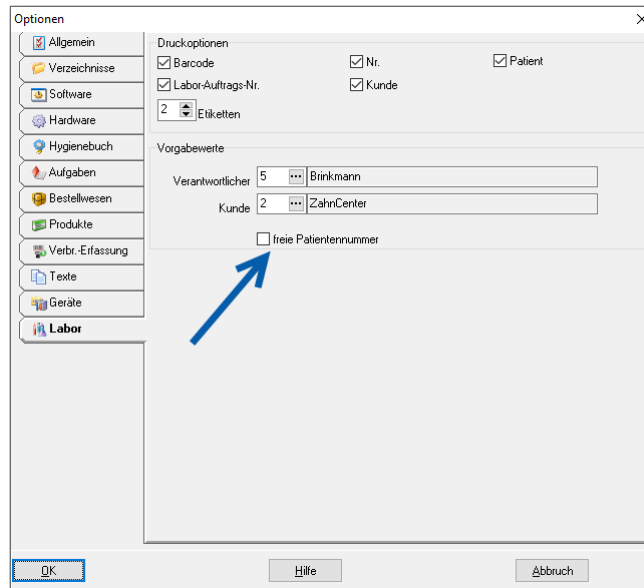 Optionen
Allgemein
Verzeichnisse
Software
Hardware
Hygienebuch
Aufgaben
Bestellwesen
Produkte
Verbr.-Erfassung
Texte
Geräte
Labor
Druckoptionen
Barcode Nr. Patient
Labor-Auftrags-Nr. Kunde
2 Etiketten
Vorgabewerte
Verantwortlicher 5 ... Brinkmann
Kunde 2 ... ZahnCenter
freie Patientennummer
OK Hilfe Abbruch